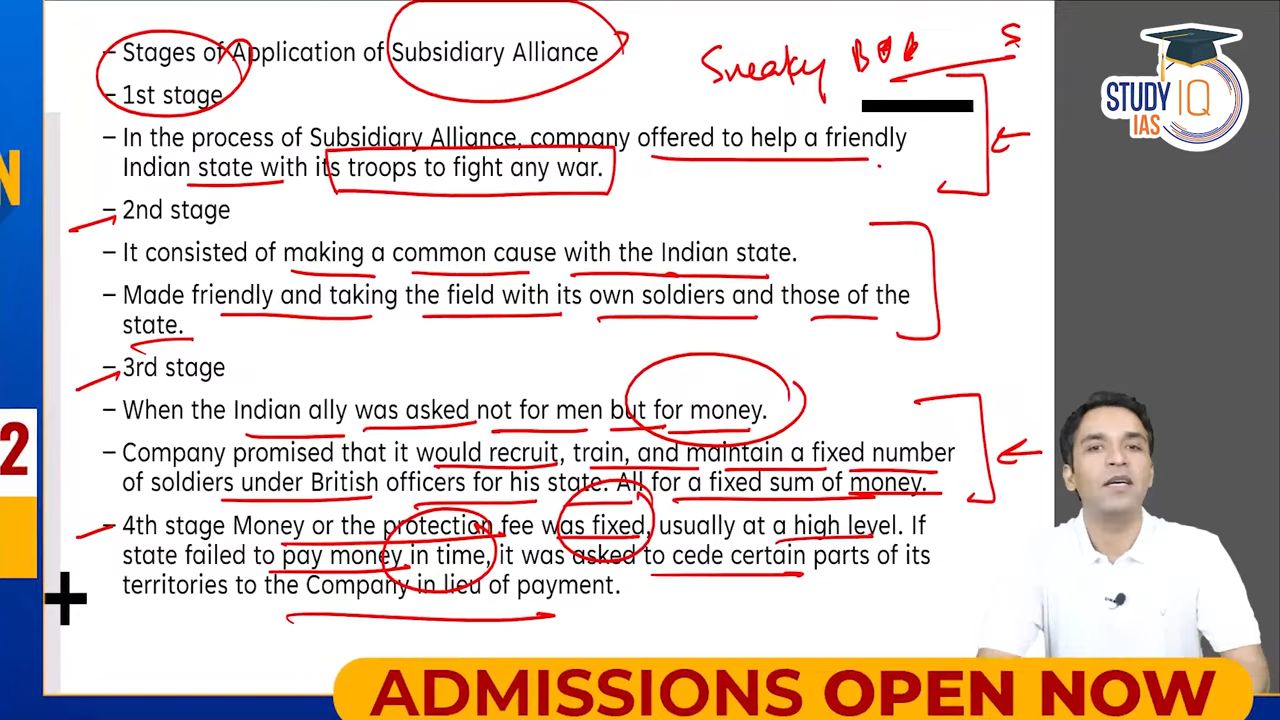 – Stages of Application of Subsidiary Alliance
– 1st stage
– In the process of Subsidiary Alliance, company offered to help a friendly
Indian state with its troops to fight any war.
– 2nd stage
– It consisted of making a common cause with the Indian state.
– Made friendly and taking the field with its own soldiers and those of the
state.
– 3rd stage
– When the Indian ally was asked not for men but for money.
– Company promised that it would recruit, train, and maintain a fixed number
of soldiers under British officers for his state. All for a fixed sum of money.
– 4th stage Money or the protection fee was fixed, usually at a high level. If
state failed to pay money in time, it was asked to cede certain parts of its
territories to the Company in lieu of payment.
Sneaky
STUDY IQ
IAS
N
2
+
ADMISSIONS OPEN NOW